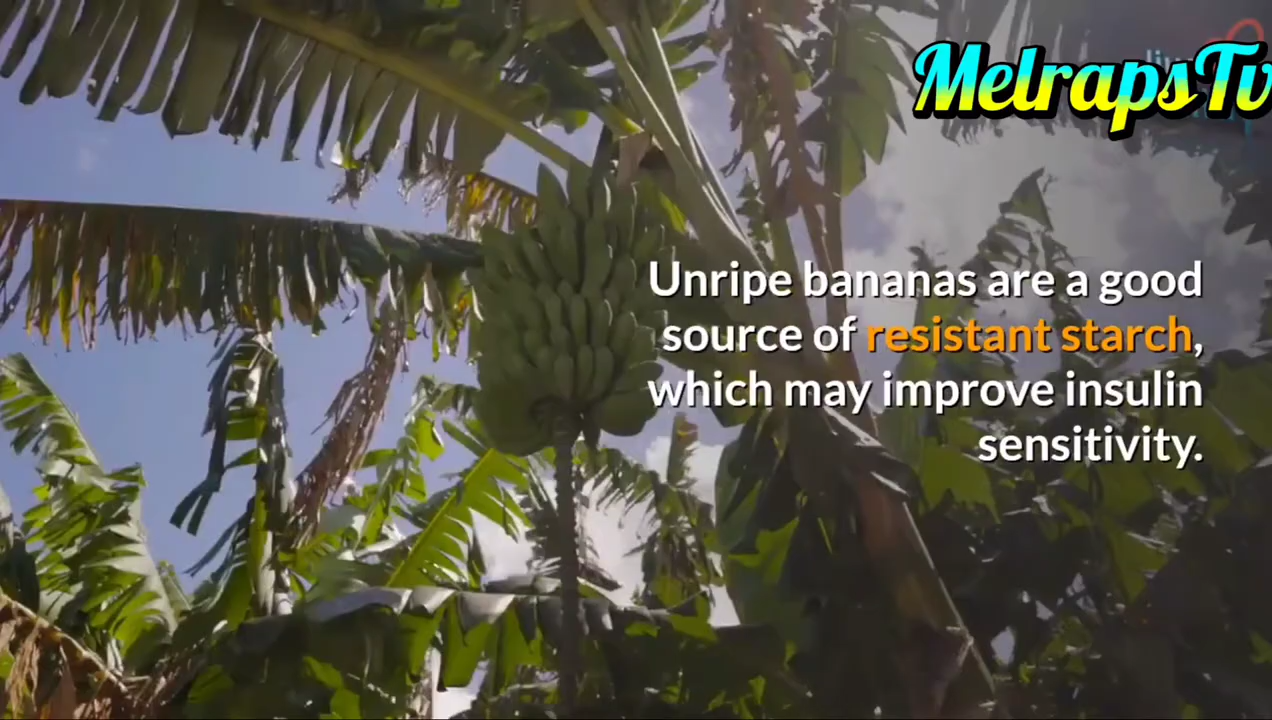 MelrapsTv
Unripe bananas are a good
source of resistant starch,
which may improve insulin
sensitivity.